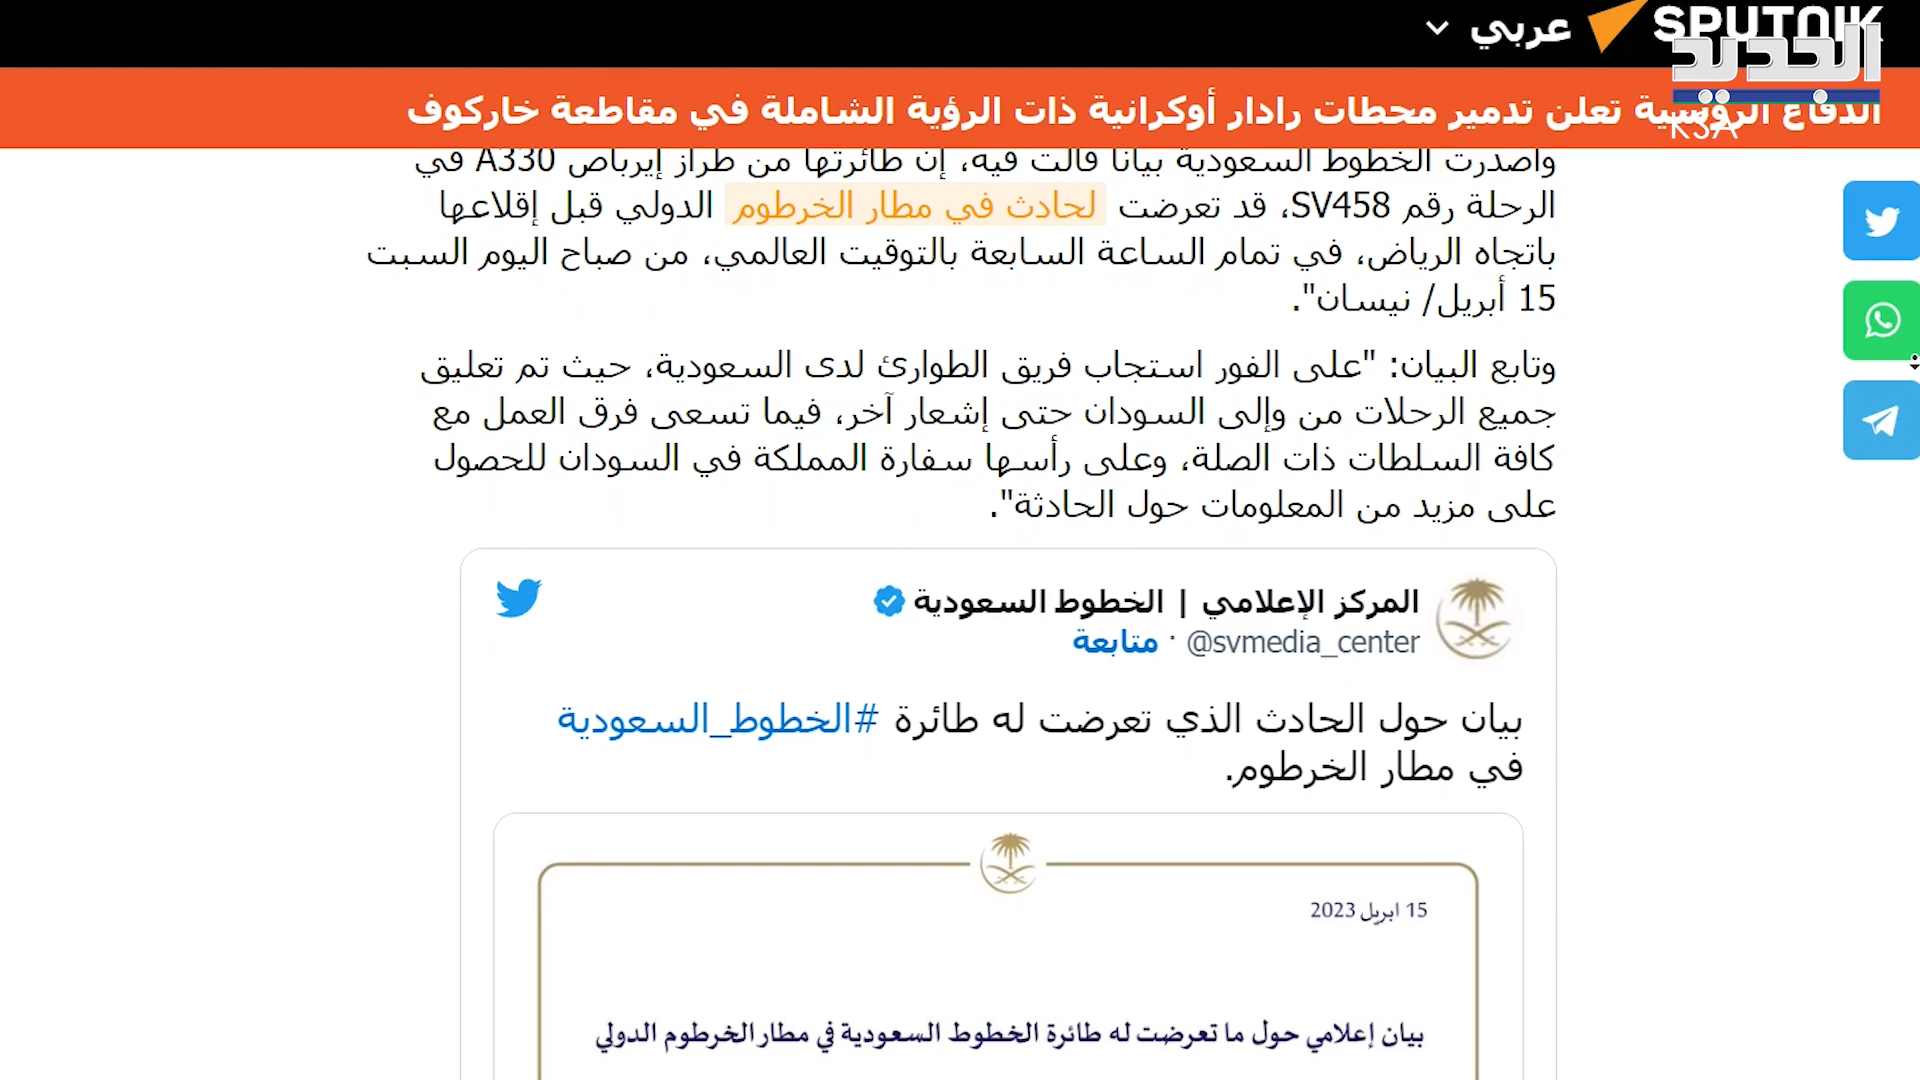 SPUTNIK عربي
الجديد
KSA
الدفاع الروسية تعلن تدمير محطات رادار أوكرانية ذات الرؤية الشاملة في مقاطعة خاركوف
وأصدرت الخطوط السعودية بيانا قالت فيه، إن طائرتها من طراز إيرباص A330 في
الرحلة رقم SV458، قد تعرضت لحادث في مطار الخرطوم الدولي قبل إقلاعها
باتجاه الرياض، في تمام الساعة السابعة بالتوقيت العالمي، من صباح اليوم السبت
15 أبريل/ نيسان".
وتابع البيان: "على الفور استجاب فريق الطوارئ لدى السعودية، حيث تم تعليق
جميع الرحلات من وإلى السودان حتى إشعار آخر، فيما تسعى فرق العمل مع
كافة السلطات ذات الصلة، وعلى رأسها سفارة المملكة في السودان للحصول
على مزيد من المعلومات حول الحادثة".
المركز الإعلامي | الخطوط السعودية
@svmedia_center · متابعة
بيان حول الحادث الذي تعرضت له طائرة #الخطوط_السعودية
في مطار الخرطوم.
15 ابريل 2023
بيان إعلامي حول ما تعرضت له طائرة الخطوط السعودية في مطار الخرطوم الدولي